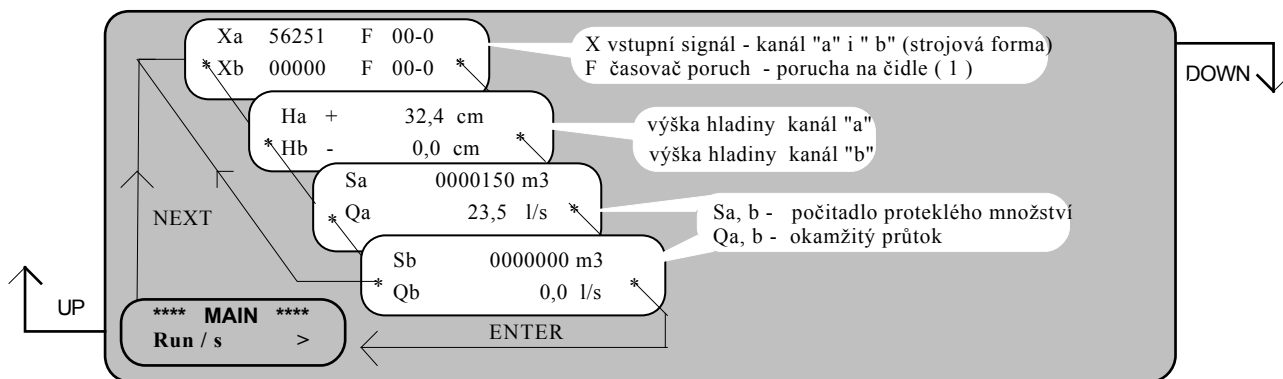 Xa 56251 F 00-0
* Xb 00000 F 00-0 *
X vstupní signál - kanál "a" i " b" (strojová forma)
F časovač poruch - porucha na čidle ( 1 )
DOWN
Ha + 32,4 cm
* Hb - 0,0 cm *
výška hladiny kanál "a"
výška hladiny kanál "b"
Sa 0000150 m3
* Qa 23,5 l/s *
NEXT
Sa, b - počitadlo proteklého množství
Qa, b - okamžitý průtok
Sb 0000000 m3
* Qb 0,0 l/s *
UP
**** MAIN ****
Run / s >
ENTER